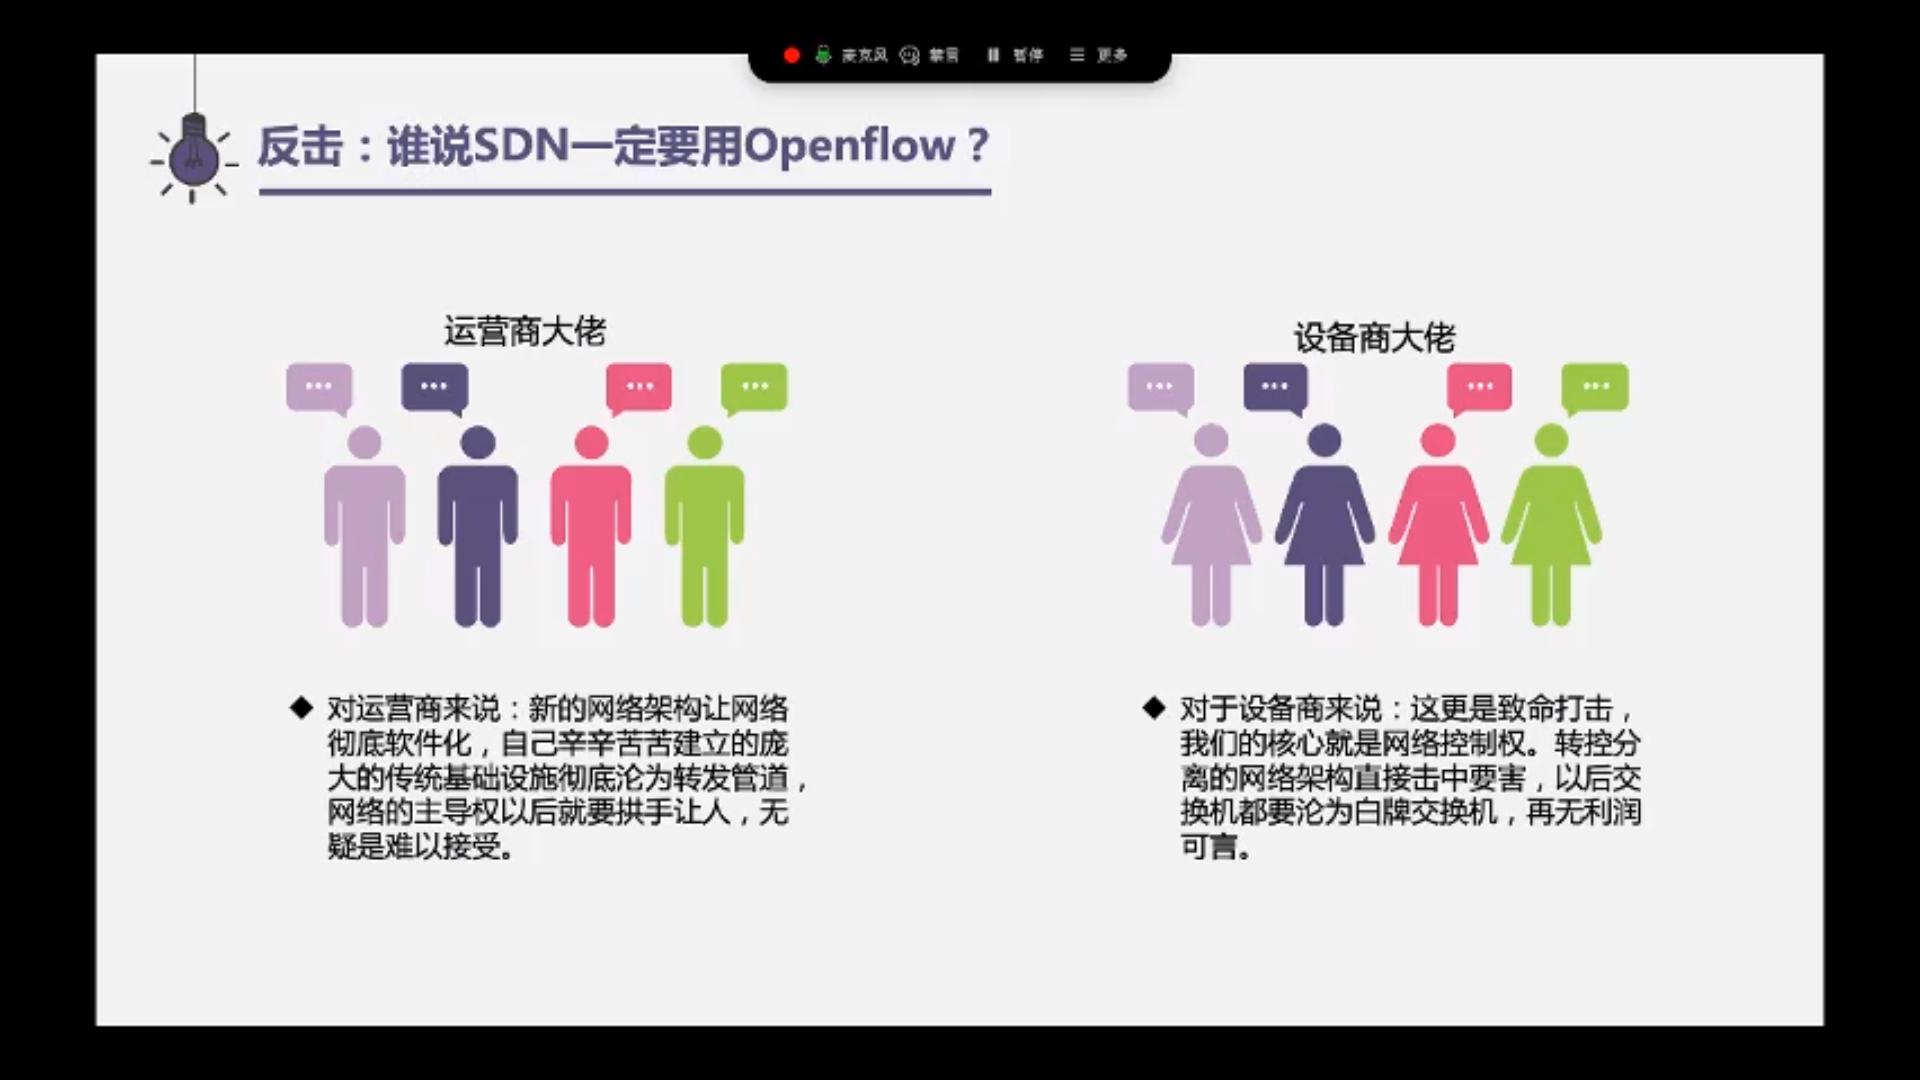 麦克风 禁言 暂停 更多
反击：谁说SDN一定要用Openflow？
运营商大佬
对运营商来说：新的网络架构让网络
彻底软件化，自己辛辛苦苦建立的庞
大的传统基础设施彻底沦为转发管道，
网络的主导权以后就要拱手让人，无
疑是难以接受。
设备商大佬
对于设备商来说：这更是致命打击，
我们的核心就是网络控制权。转控分
离的网络架构直接击中要害，以后交
换机都要沦为白牌交换机，再无利润
可言。